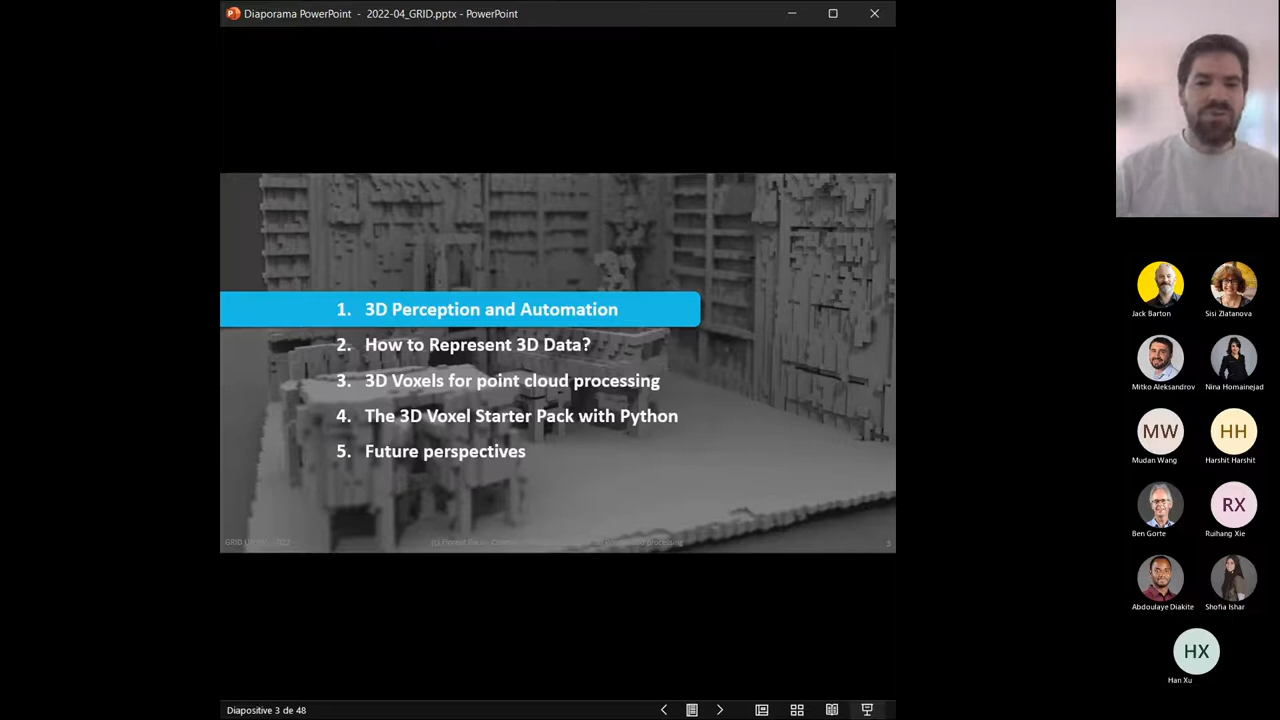 Diaporama PowerPoint - 2022-04_GRID.pptx - PowerPoint
1. 3D Perception and Automation
2. How to Represent 3D Data?
3. 3D Voxels for point cloud processing
4. The 3D Voxel Starter Pack with Python
5. Future perspectives
3
Diapositive 3 de 48
Jack Barton
Sisi Zlatanova
Mitko Aleksandrov
Nina Homainejad
MW
HH
Mudan Wang
Harshit Harshit
RX
Ben Gorte
Ruihang Xie
Abdoulaye Diakite
Shofia Ishar
HX
Han Xu